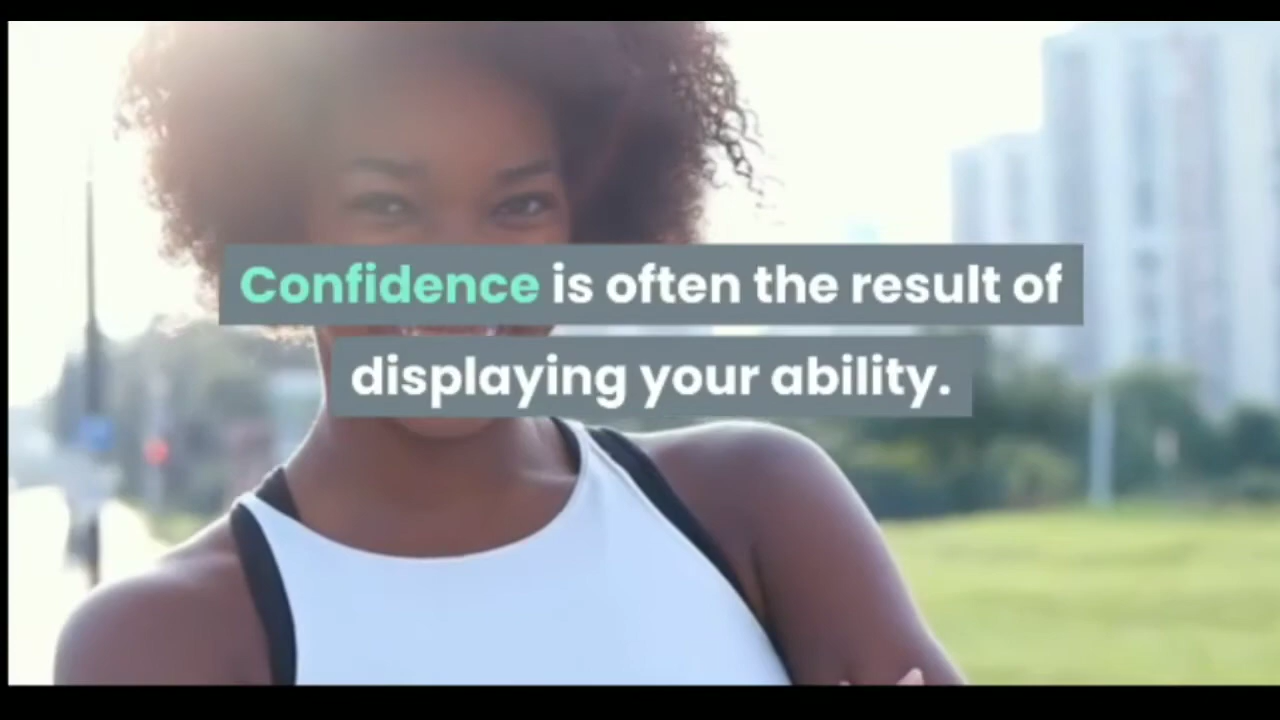 Confidence is often the result of
displaying your ability.